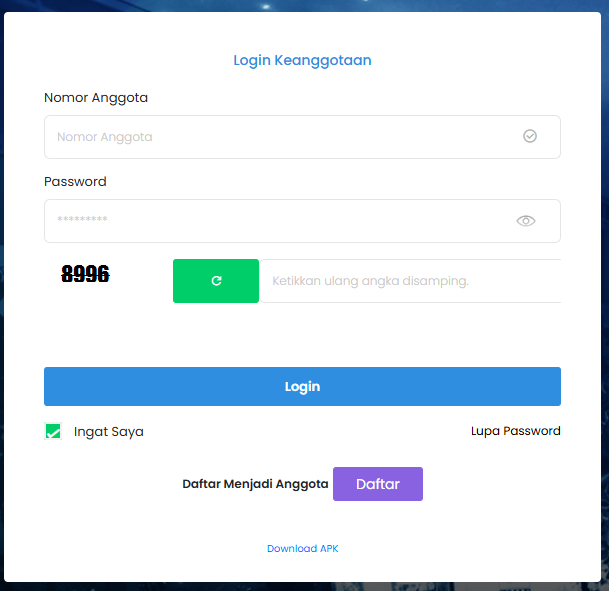 Login Keanggotaan
Nomor Anggota
Nomor Anggota
Password
*********
8996
Ketikkan ulang angka disamping.
Login
Ingat Saya
Lupa Password
Daftar Menjadi Anggota
Daftar
Download APK